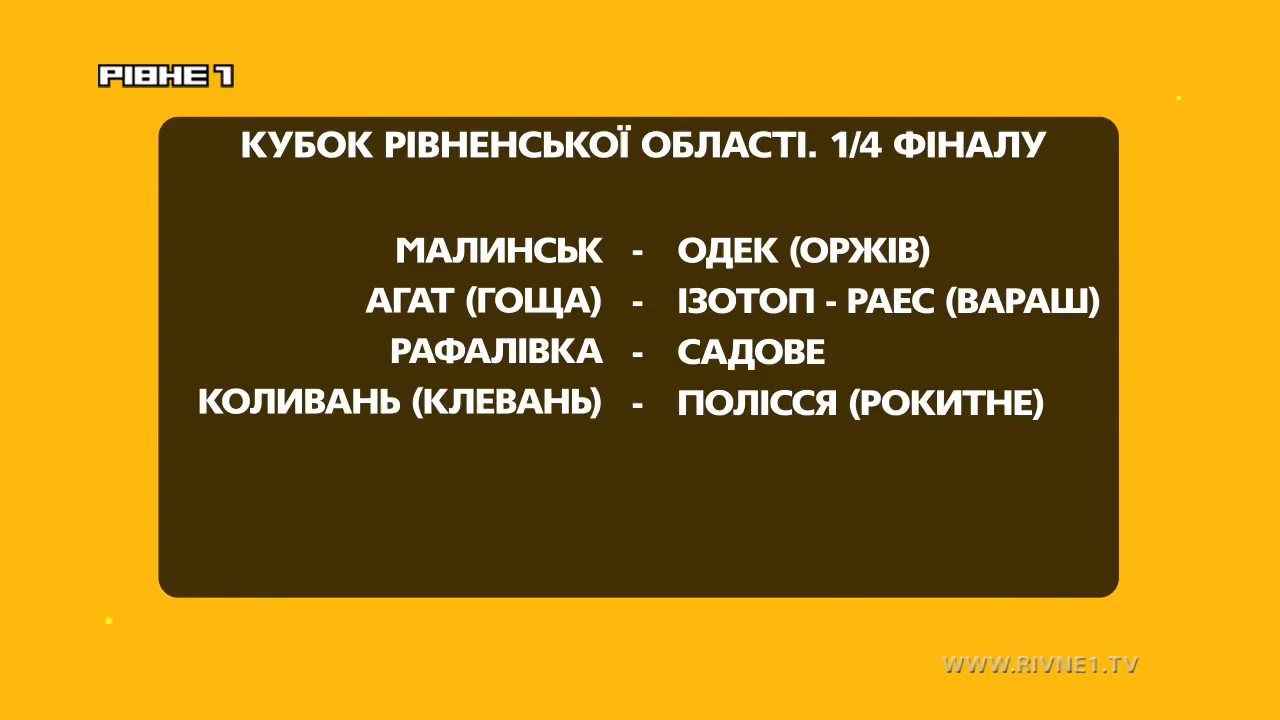 РІВНЕ 1
КУБОК РІВНЕНСЬКОЇ ОБЛАСТІ. 1/4 ФІНАЛУ
МАЛИНСЬК - ОДЕК (ОРЖІВ)
АГАТ (ГОЩА) - ІЗОТОП - РАЕС (ВАРАШ)
РАФАЛІВКА - САДОВЕ
КОЛИВАНЬ (КЛЕВАНЬ) - ПОЛІССЯ (РОКИТНЕ)
WWW.RIVNE1.TV